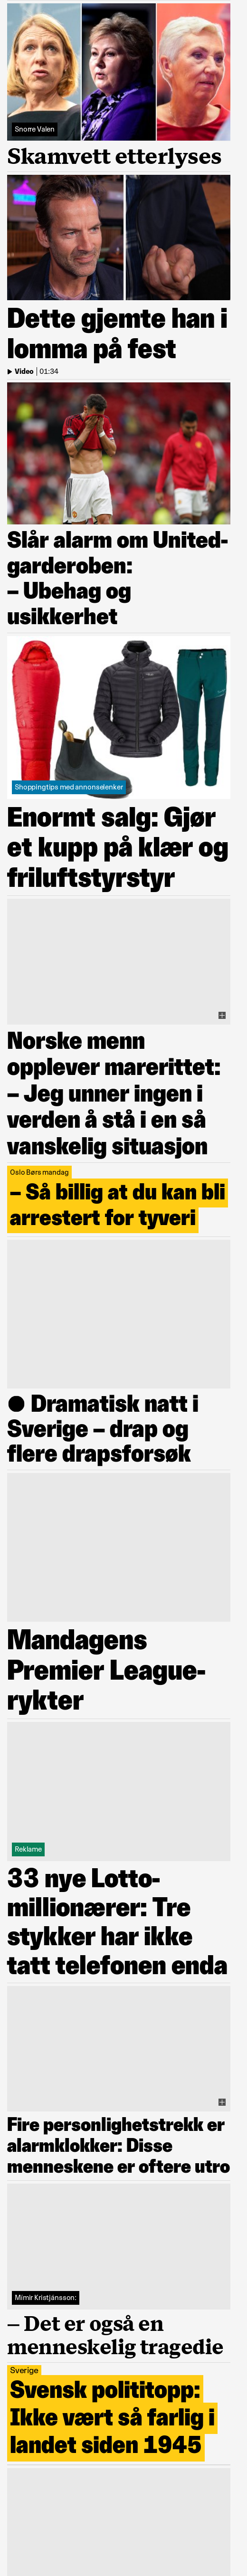 Snorre Valen
Skamvett etterlyses
Dette gjemte han i
lomma på fest
Video | 01:34
Slår alarm om United-
garderoben:
– Ubehag og
usikkerhet
Shoppingtips med annonselenker
Enormt salg: Gjør
et kupp på klær og
friluftstyrstyr
Norske menn
opplever marerittet:
– Jeg unner ingen i
verden å stå i en så
vanskelig situasjon
Oslo Børs mandag
– Så billig at du kan bli
arrestert for tyveri
● Dramatisk natt i
Sverige – drap og
flere drapsforsøk
Mandagens
Premier League-
rykter
Reklame
33 nye Lotto-
millionærer: Tre
stykker har ikke
tatt telefonen enda
Fire personlighetstrekk er
alarmklokker: Disse
menneskene er oftere utro
Mímir Kristjánsson:
– Det er også en
menneskelig tragedie
Sverige
Svensk polititopp:
Ikke vært så farlig i
landet siden 1945